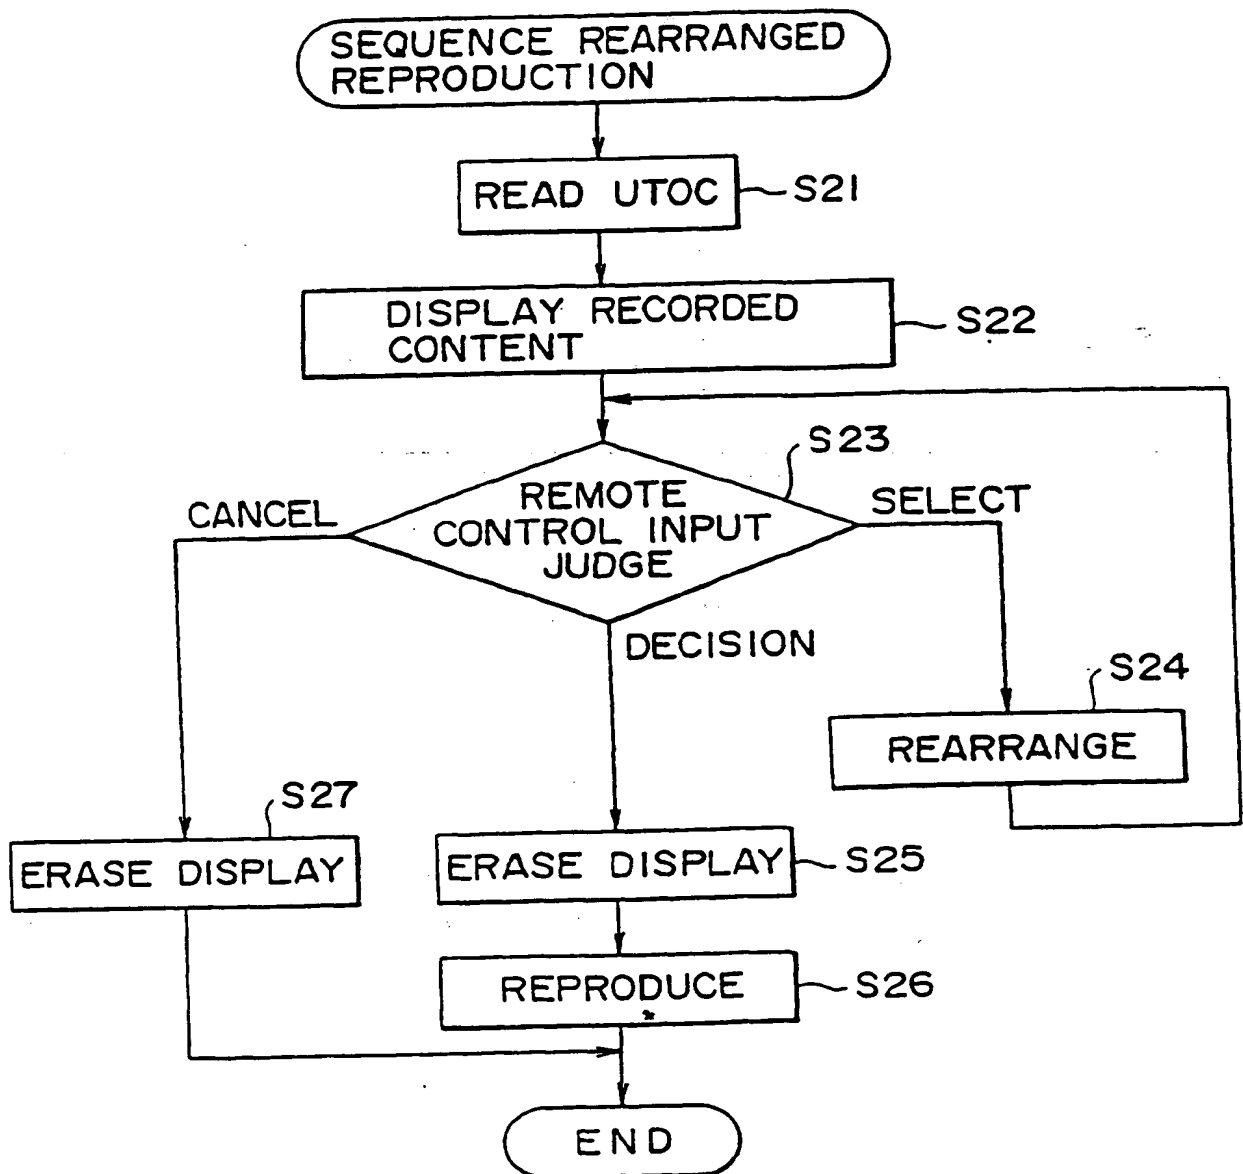 SEQUENCE REARRANGED
REPRODUCTION
READ UTOC
S21
DISPLAY RECORDED
CONTENT
S22
S23
REMOTE
CONTROL INPUT
JUDGE
CANCEL
SELECT
DECISION
S24
REARRANGE
S27
ERASE DISPLAY
ERASE DISPLAY
S25
REPRODUCE
S26
END